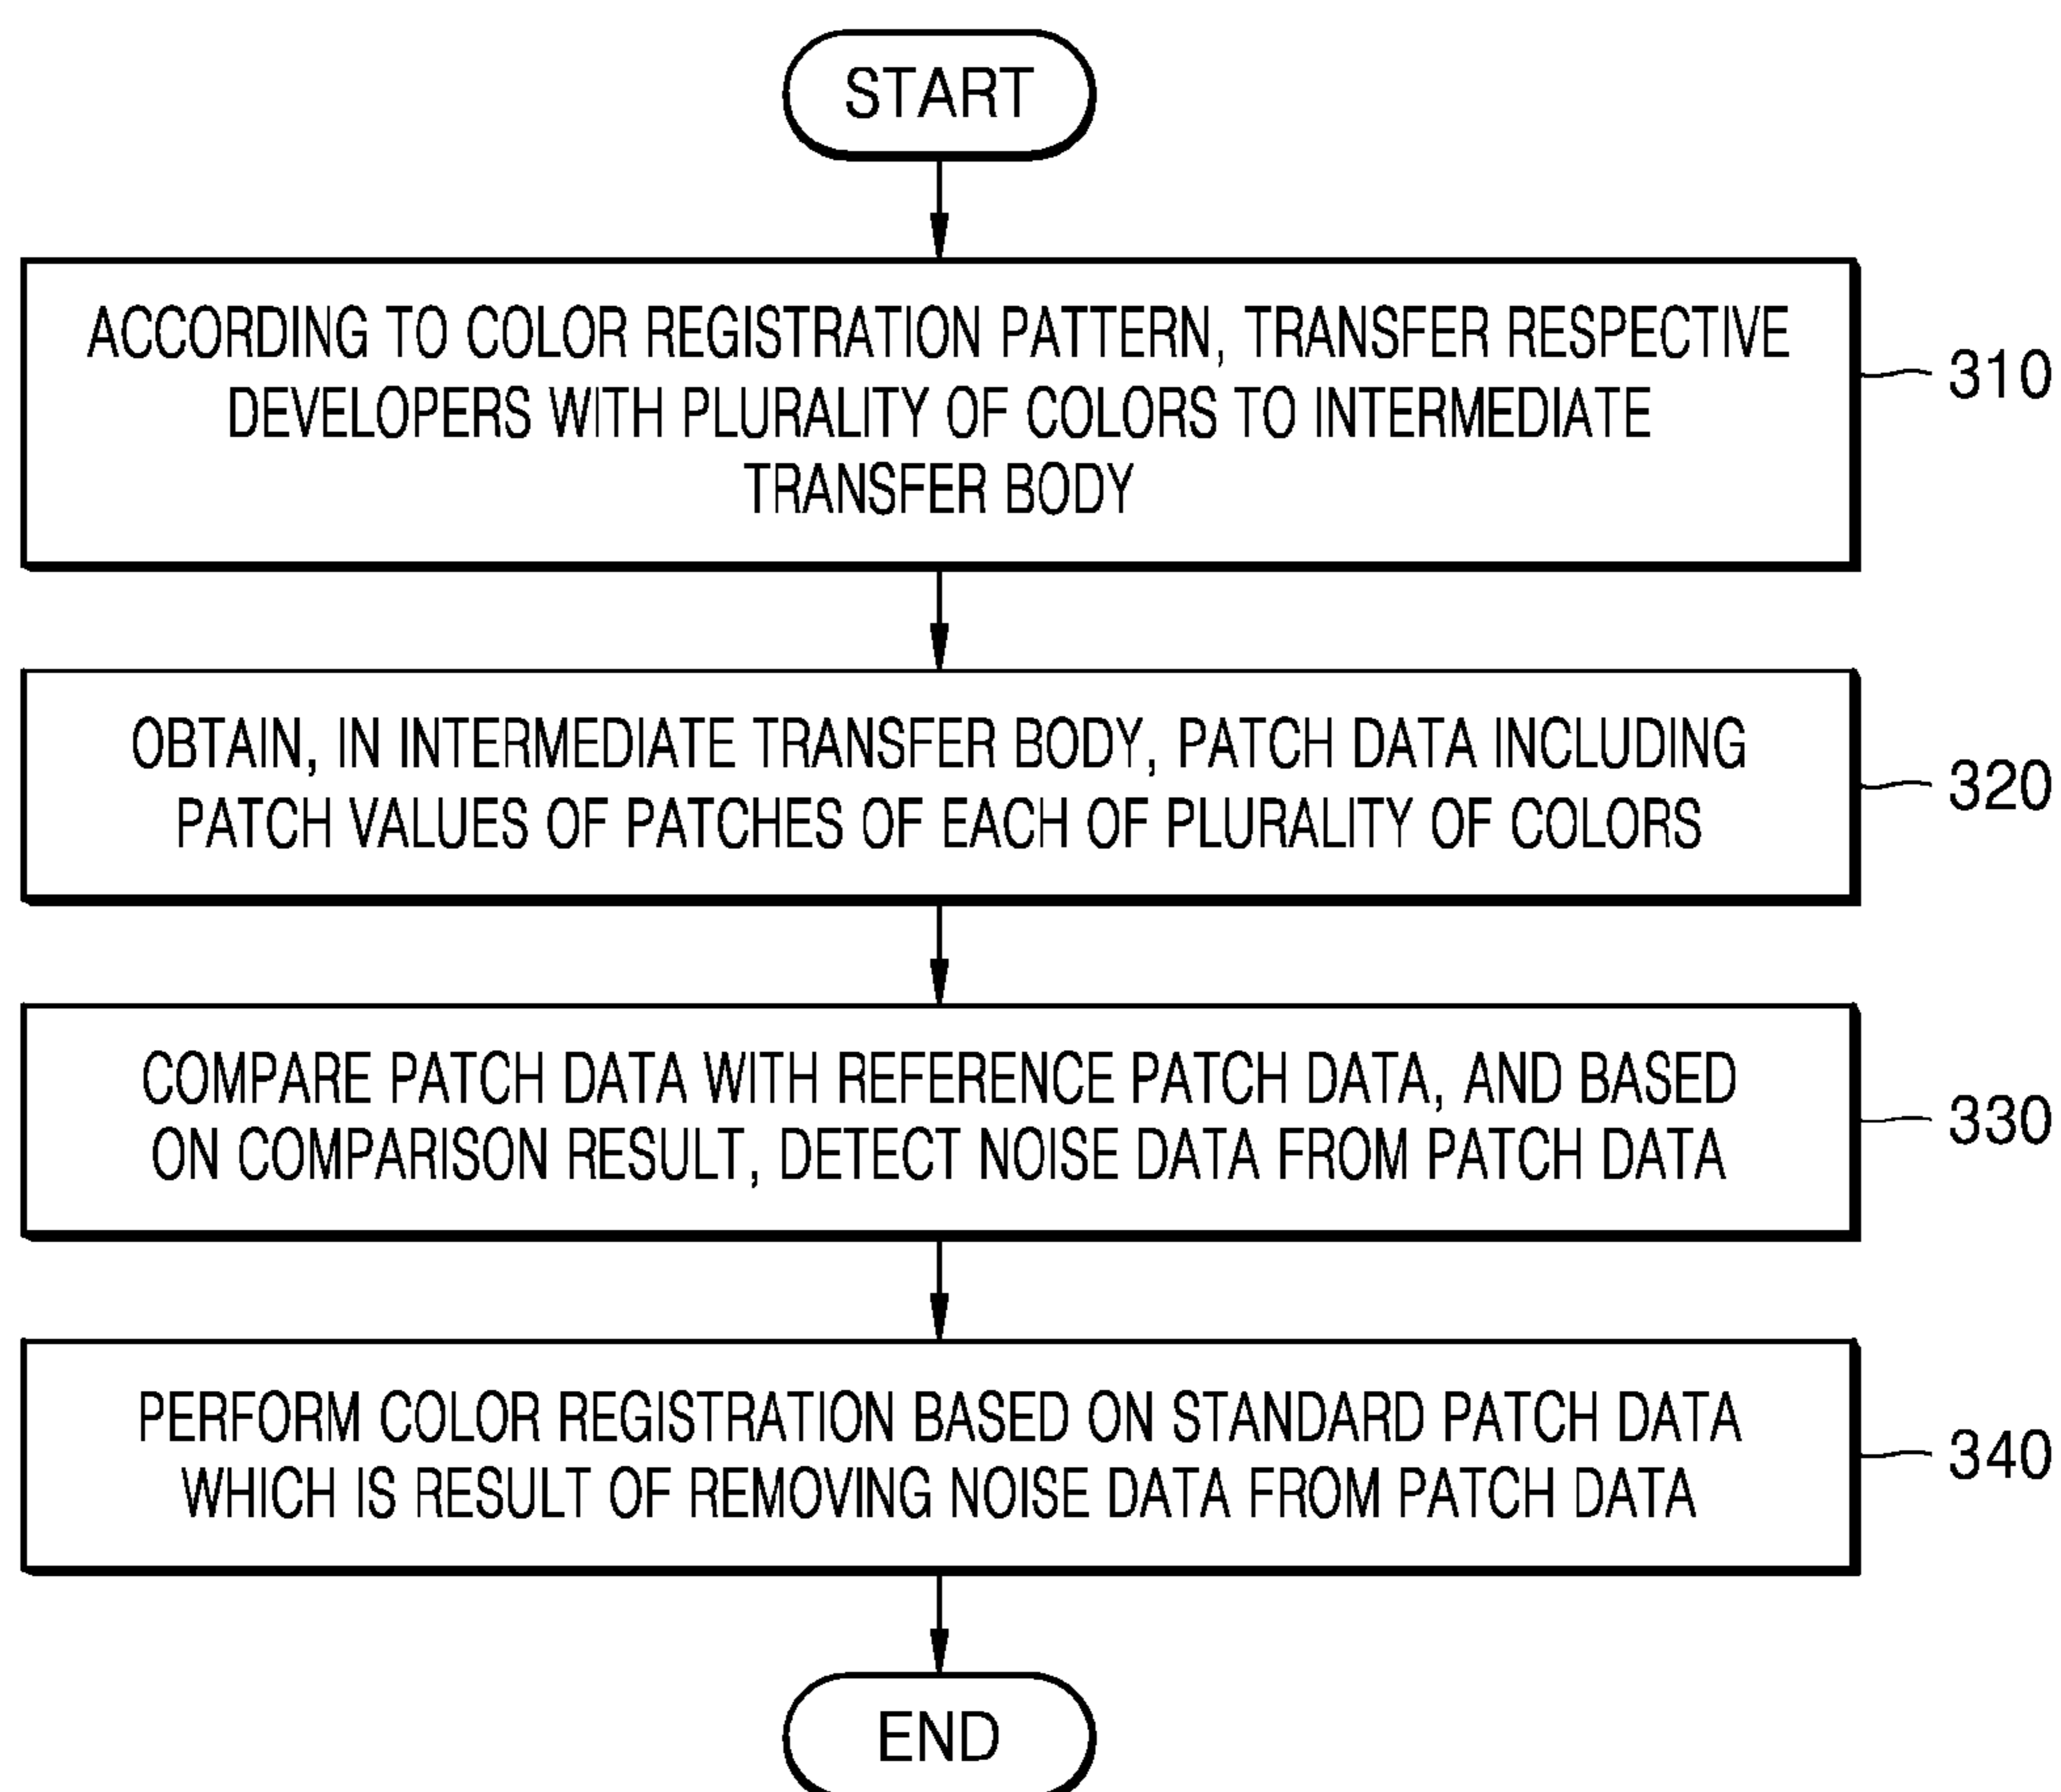 START
ACCORDING TO COLOR REGISTRATION PATTERN, TRANSFER RESPECTIVE
DEVELOPERS WITH PLURALITY OF COLORS TO INTERMEDIATE
TRANSFER BODY
310
OBTAIN, IN INTERMEDIATE TRANSFER BODY, PATCH DATA INCLUDING
PATCH VALUES OF PATCHES OF EACH OF PLURALITY OF COLORS
320
COMPARE PATCH DATA WITH REFERENCE PATCH DATA, AND BASED
ON COMPARISON RESULT, DETECT NOISE DATA FROM PATCH DATA
330
PERFORM COLOR REGISTRATION BASED ON STANDARD PATCH DATA
WHICH IS RESULT OF REMOVING NOISE DATA FROM PATCH DATA
340
END